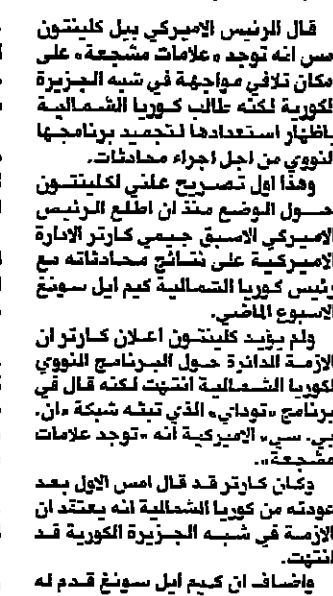 قال الرئيس الاميركي بيل كلينتون
مس انه توجد «علامات مشجعة» على
مكان تلافي مواجهة في شبه الجزيرة
لكورية لكنه طالب كوريا الشمالية
باظهار استعدادها لتجميد برنامجها
لنووي من اجل اجراء محادثات.
وهذا اول تصريح علني لكلينتون
حول الوضع منذ ان اطلع الرئيس
الاميركي الاسبق جيمي كارتر الادارة
الاميركية على نتائج محادثاته مع
رئيس كوريا الشمالية كيم ايل سونغ
الاسبوع الماضي.
ولم يؤيد كلينتون اعلان كارتر ان
الازمة الدائرة حول البرنامج النووي
لكوريا الشمالية انتهت لكنه قال في
برنامج «توداي» الذي تبثه شبكة «ان.
بي. سي» الاميركية انه «توجد علامات
مشجعة».
وكان كارتر قد قال امس الاول بعد
عودته من كوريا الشمالية انه يعتقد ان
الازمة في شبه الجزيرة الكورية قد
انتهت.
واضاف ان كيم ايل سونغ قدم له